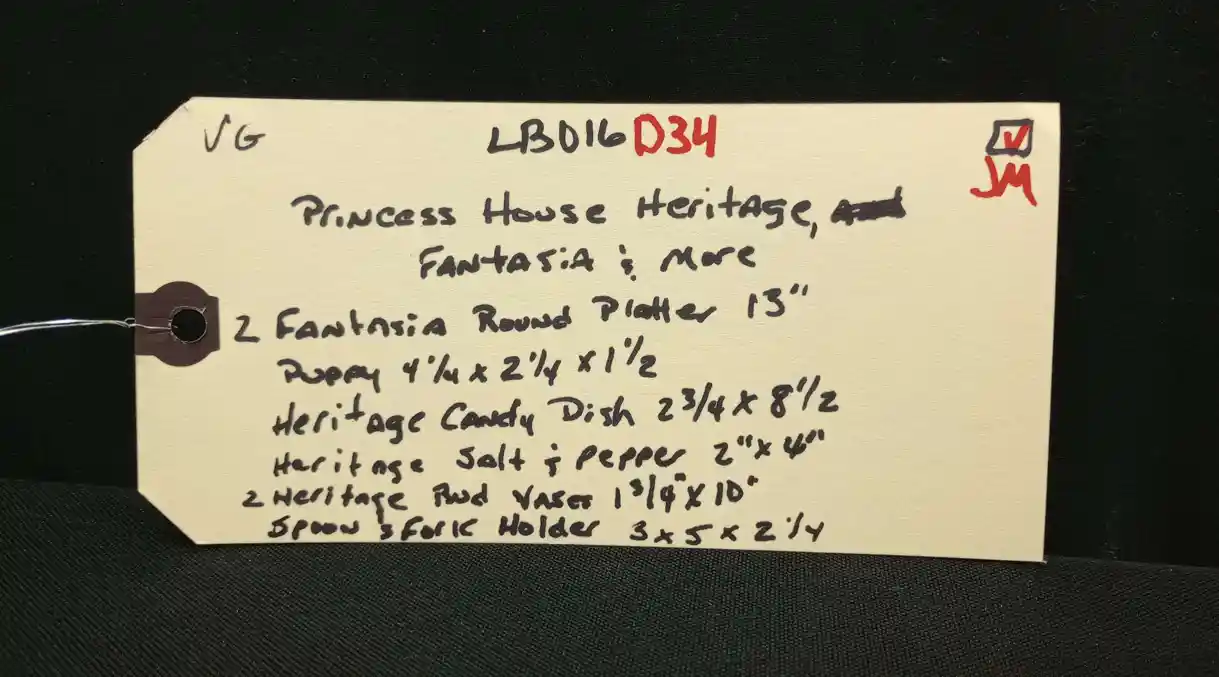 VG LBD16 D34
JM
Princess House Heritage,
Fantasia & More
2 Fantasia Round Platter 13"
Puppy 4 1/4 x 2 1/4 x 1 1/2
Heritage Candy Dish 2 3/4 x 8 1/2
Heritage Salt & Pepper 2" x 4"
2 Heritage Bud Vases 1 3/4" x 10"
Spoon & Fork Holder 3 x 5 x 2 1/4